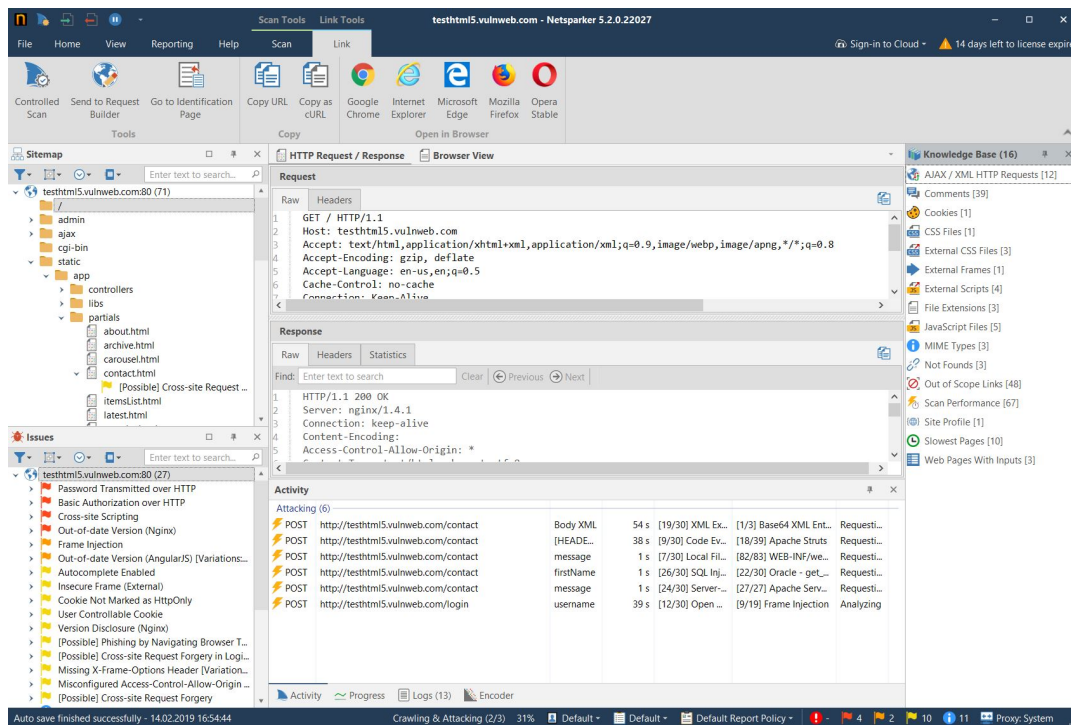 Scan Tools Link Tools testhtml5.vulnweb.com - Netsparker 5.2.0.22027
File Home View Reporting Help Scan Link Sign-in to Cloud 14 days left to license expire
Controlled Scan
Send to Request Builder
Go to Identification Page
Copy URL
Copy as cURL
Google Chrome
Internet Explorer
Microsoft Edge
Mozilla Firefox
Opera Stable
Tools Copy Open in Browser
Sitemap
Enter text to search...
testhtml5.vulnweb.com:80 (71)
/
admin
ajax
cgi-bin
static
app
controllers
libs
partials
about.html
archive.html
carousel.html
contact.html
[Possible] Cross-site Request ...
itemsList.html
latest.html
Issues
Enter text to search...
testhtml5.vulnweb.com:80 (27)
Password Transmitted over HTTP
Basic Authorization over HTTP
Cross-site Scripting
Out-of-date Version (Nginx)
Frame Injection
Out-of-date Version (AngularJS) [Variations:...
Autocomplete Enabled
Insecure Frame (External)
Cookie Not Marked as HttpOnly
User Controllable Cookie
Version Disclosure (Nginx)
[Possible] Phishing by Navigating Browser T...
[Possible] Cross-site Request Forgery in Logi...
Missing X-Frame-Options Header [Variation...
Misconfigured Access-Control-Allow-Origin ...
[Possible] Cross-site Request Forgery
HTTP Request / Response Browser View
Request
Raw Headers
1 GET / HTTP/1.1
2 Host: testhtml5.vulnweb.com
3 Accept: text/html,application/xhtml+xml,application/xml;q=0.9,image/webp,image/apng,*/*;q=0.8
4 Accept-Encoding: gzip, deflate
5 Accept-Language: en-us,en;q=0.5
6 Cache-Control: no-cache
7 Connection: Keep-Alive
Response
Raw Headers Statistics
Find: Enter text to search Clear Previous Next
1 HTTP/1.1 200 OK
2 Server: nginx/1.4.1
3 Connection: keep-alive
4 Content-Encoding:
5 Access-Control-Allow-Origin: *
Activity
Attacking (6)
POST http://testhtml5.vulnweb.com/contact Body XML 54 s [19/30] XML Ex... [1/3] Base64 XML Ent... Requesti...
POST http://testhtml5.vulnweb.com/contact [HEADE... 38 s [9/30] Code Ev... [18/39] Apache Struts Requesti...
POST http://testhtml5.vulnweb.com/contact message 1 s [7/30] Local Fil... [82/83] WEB-INF/we... Requesti...
POST http://testhtml5.vulnweb.com/contact firstName 1 s [26/30] SQL Inj... [22/30] Oracle - get_... Requesti...
POST http://testhtml5.vulnweb.com/contact message 1 s [24/30] Server-... [27/27] Apache Serv... Requesti...
POST http://testhtml5.vulnweb.com/login username 39 s [12/30] Open ... [9/19] Frame Injection Analyzing
Activity Progress Logs (13) Encoder
Knowledge Base (16)
AJAX / XML HTTP Requests [12]
Comments [39]
Cookies [1]
CSS Files [1]
External CSS Files [3]
External Frames [1]
External Scripts [4]
File Extensions [3]
JavaScript Files [5]
MIME Types [3]
Not Founds [3]
Out of Scope Links [48]
Scan Performance [67]
Site Profile [1]
Slowest Pages [10]
Web Pages With Inputs [3]
Auto save finished successfully - 14.02.2019 16:54:44 Crawling & Attacking (2/3) 31% Default Default Default Report Policy - 4 2 10 11 Proxy: System